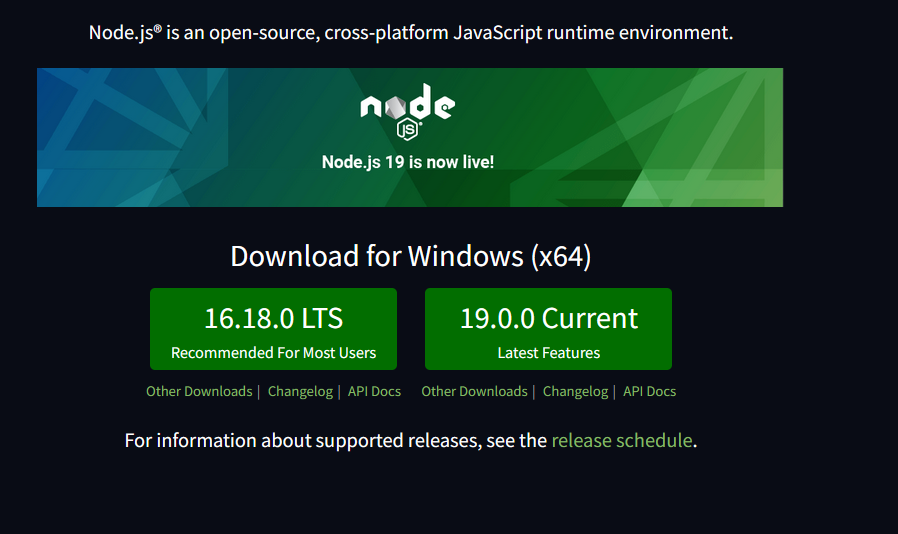 Node.js® is an open-source, cross-platform JavaScript runtime environment.
node
JS
Node.js 19 is now live!
Download for Windows (x64)
16.18.0 LTS
Recommended For Most Users
19.0.0 Current
Latest Features
Other Downloads | Changelog | API Docs
Other Downloads | Changelog | API Docs
For information about supported releases, see the release schedule.